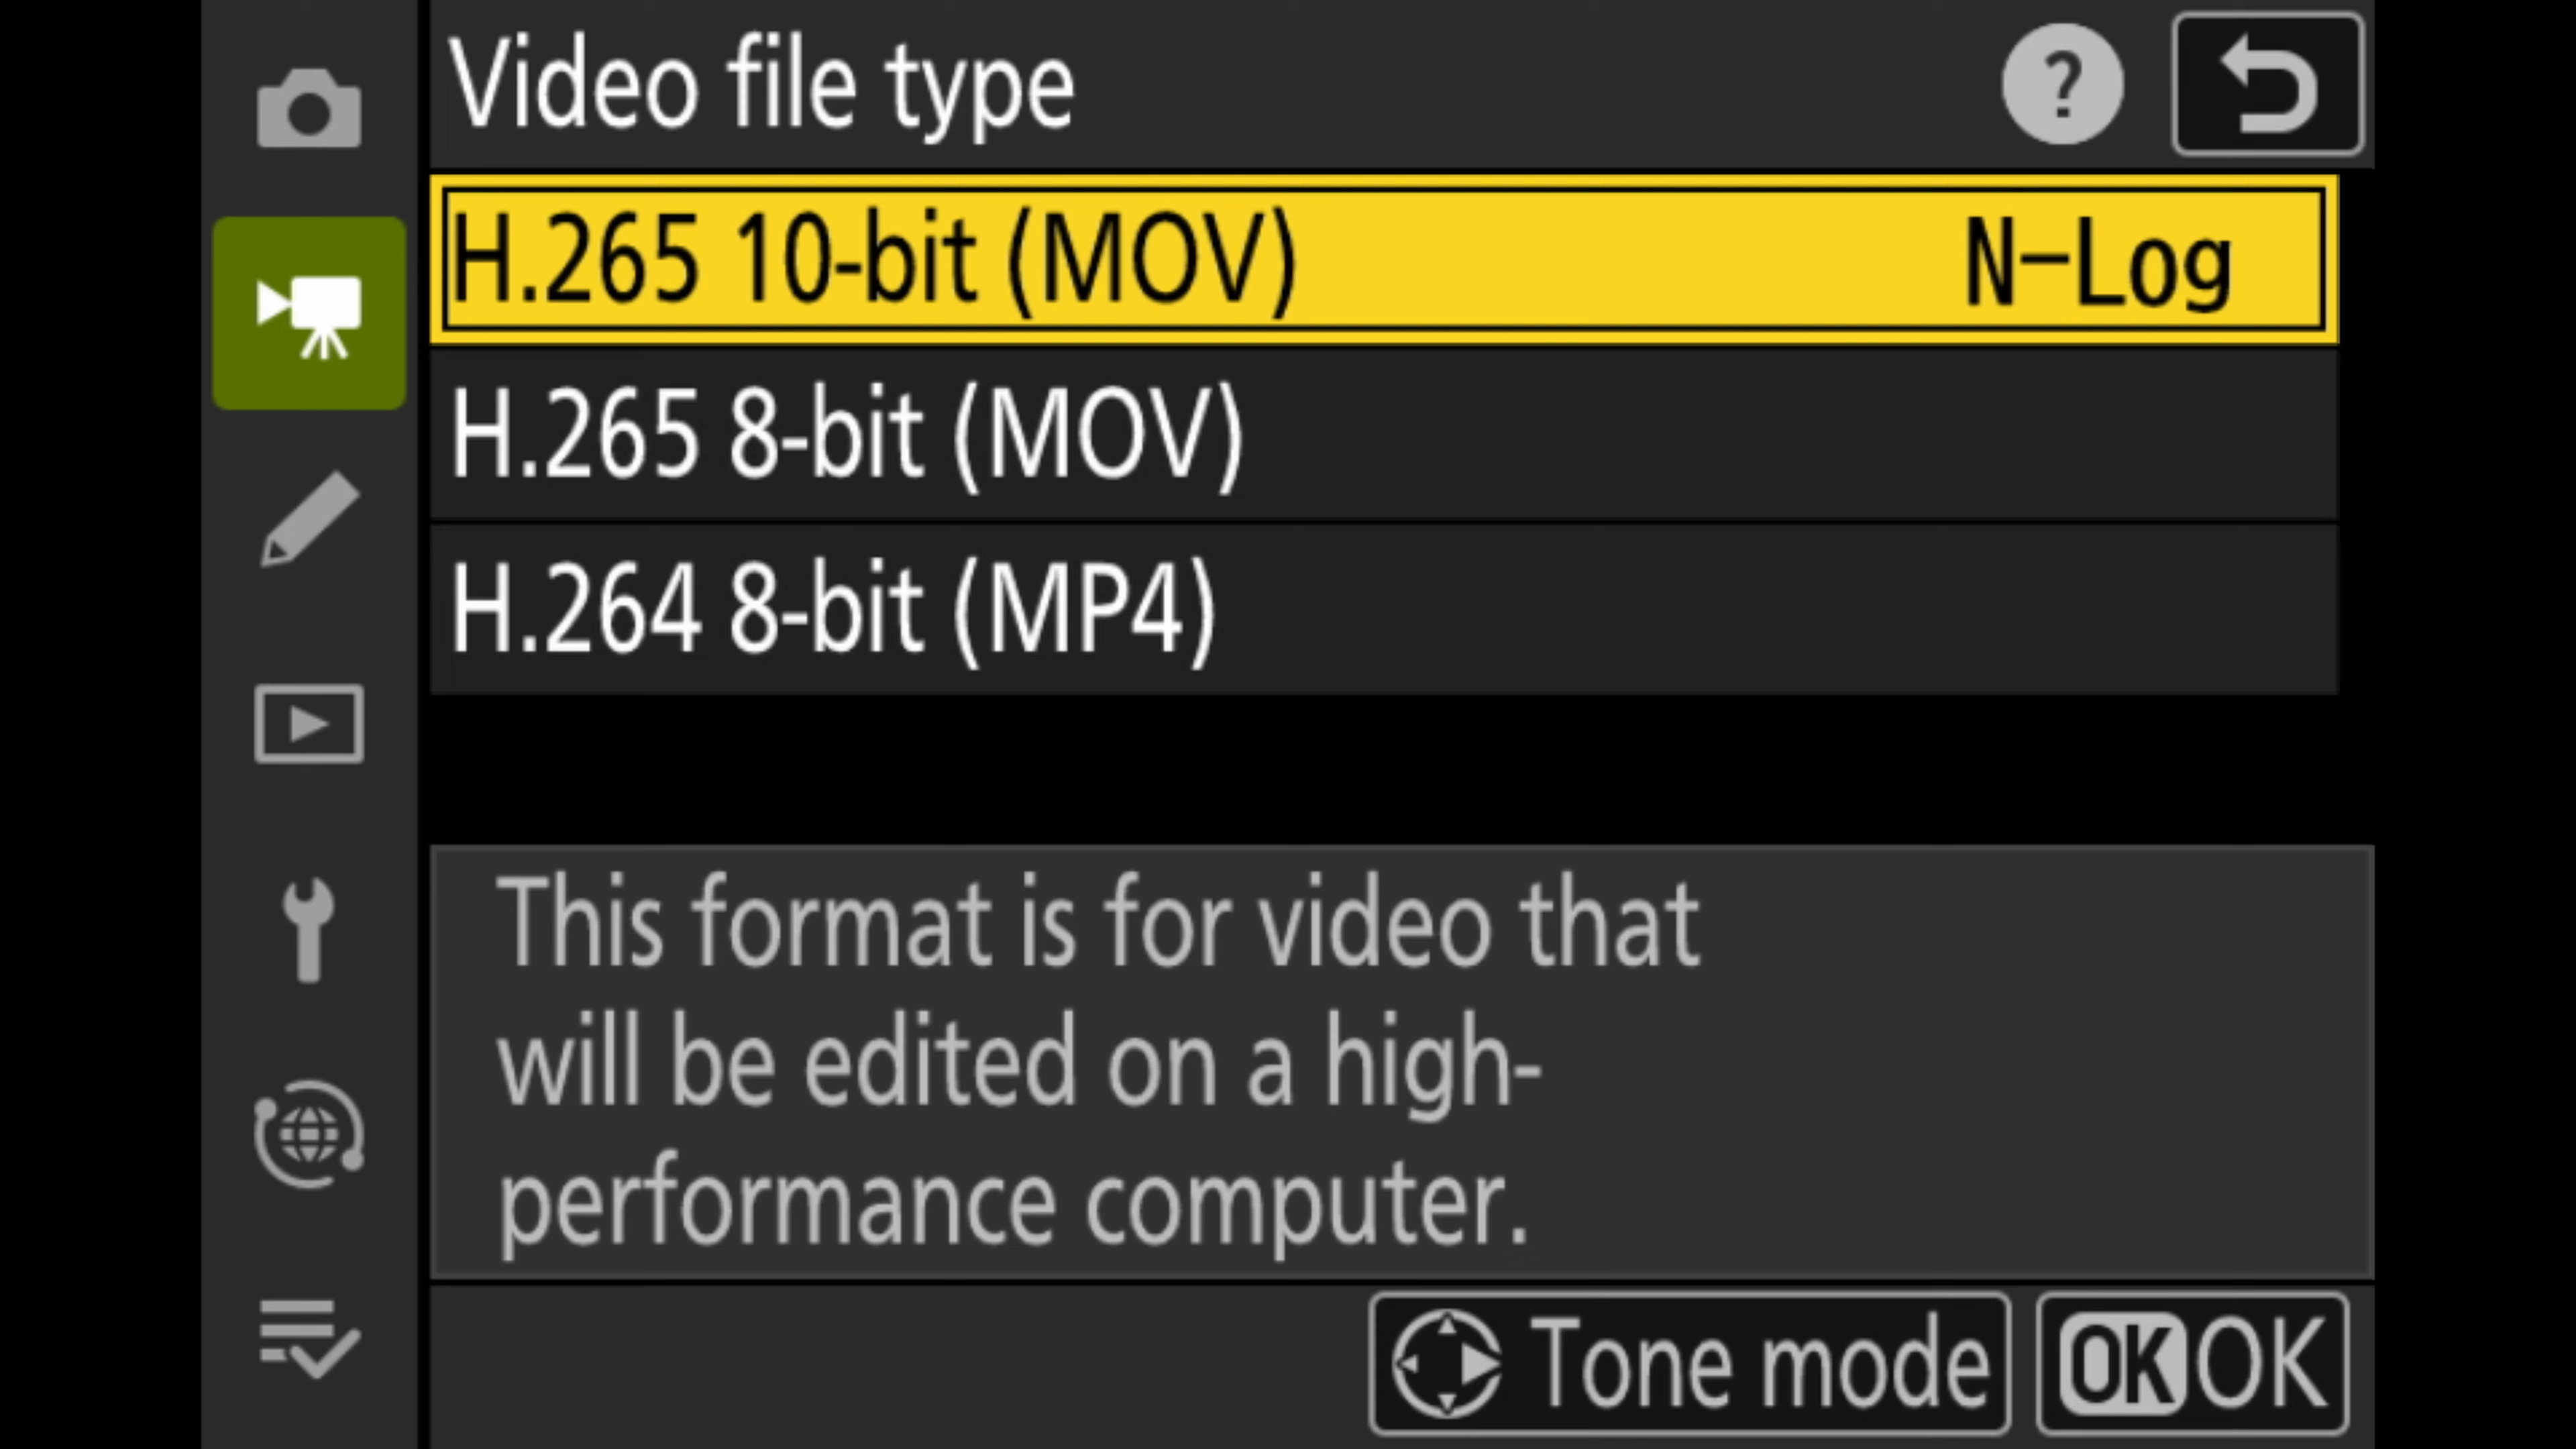 Video file type
?
H.265 10-bit (MOV) N-Log
H.265 8-bit (MOV)
H.264 8-bit (MP4)
This format is for video that
will be edited on a high-
performance computer.
Tone mode OK OK